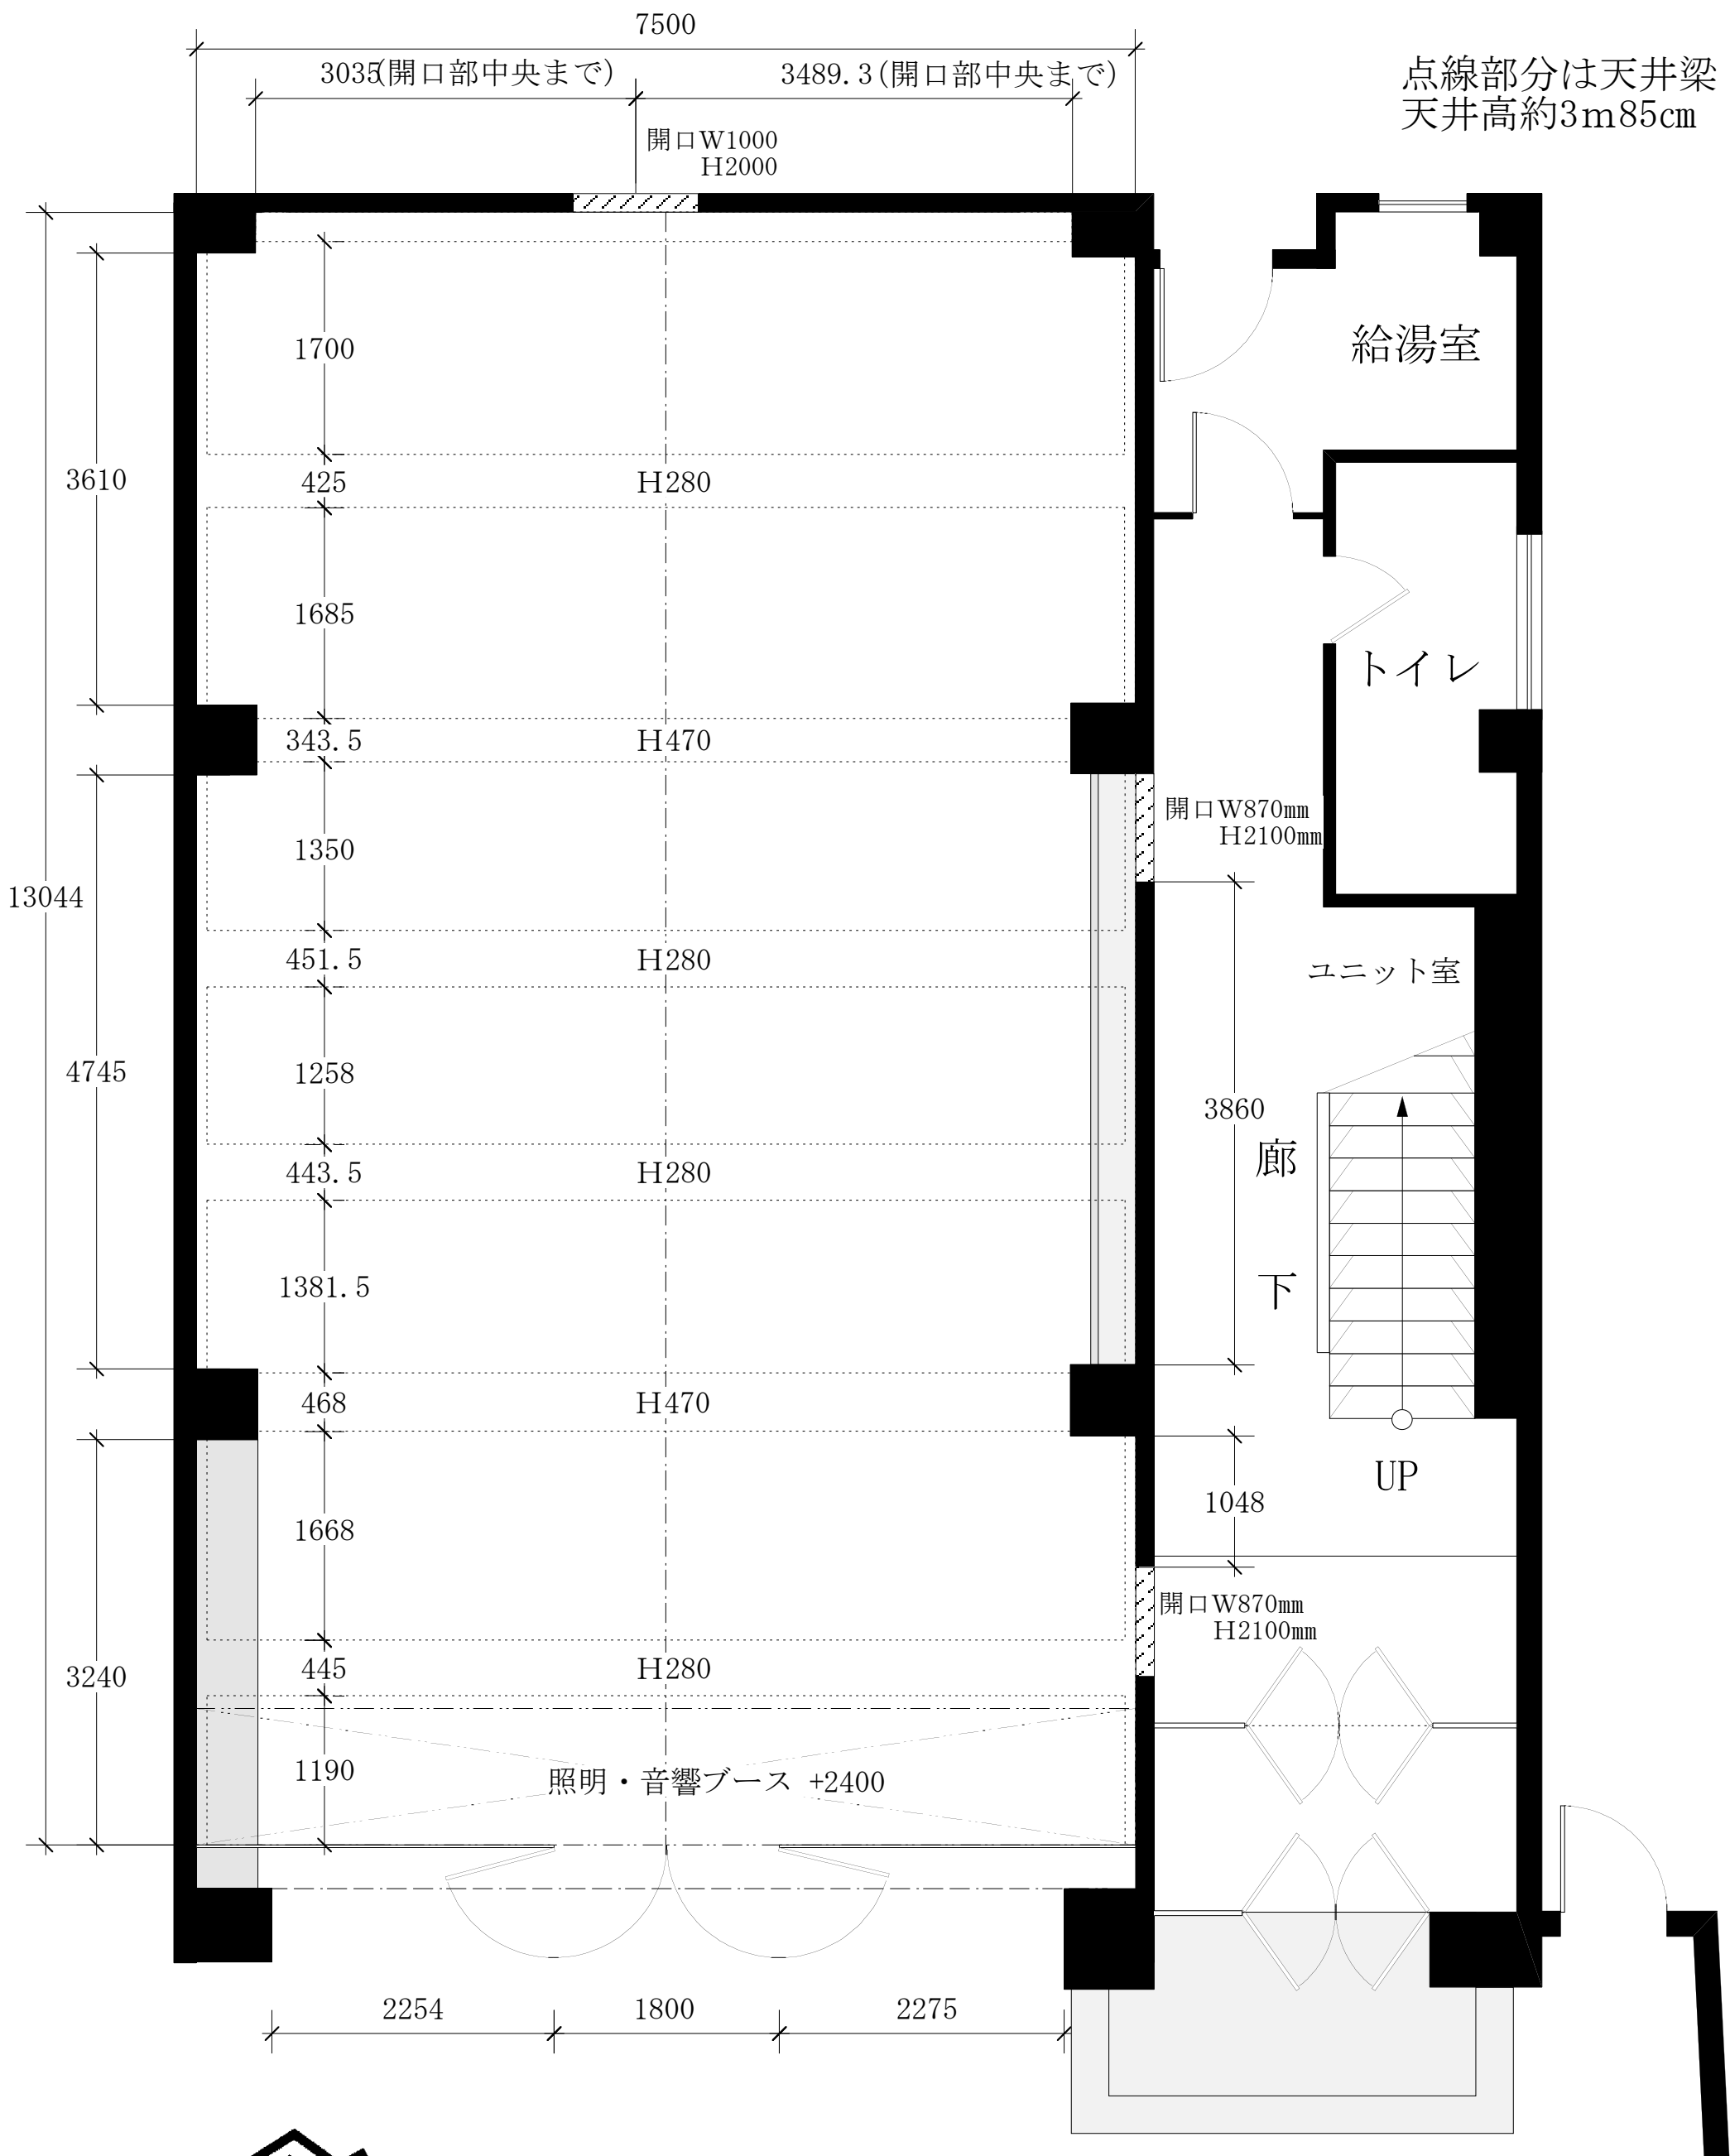 7500
3035(開口部中央まで)
3489.3(開口部中央まで)
点線部分は天井梁
天井高約3m85cm
開口W1000
H2000
1700
給湯室
3610
425
H280
1685
トイレ
343.5
H470
開口W870mm
H2100mm
1350
13044
451.5
H280
ユニット室
4745
1258
3860
廊
下
443.5
H280
1381.5
468
H470
UP
1048
1668
開口W870mm
H2100mm
3240
445
H280
1190
照明・音響ブース +2400
2254
1800
2275